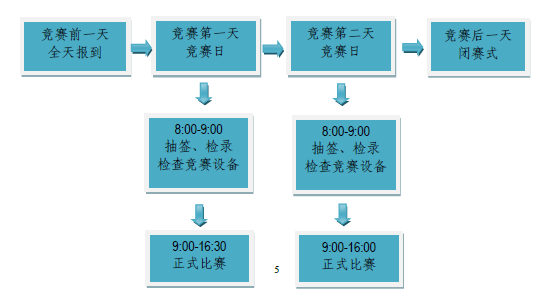 竞赛前一天
全天报到
竞赛第一天
竞赛日
竞赛第二天
竞赛日
竞赛后一天
闭赛式
8:00-9:00
抽签、检录
检查竞赛设备
8:00-9:00
抽签、检录
检查竞赛设备
9:00-16:30
正式比赛
5
9:00-16:00
正式比赛